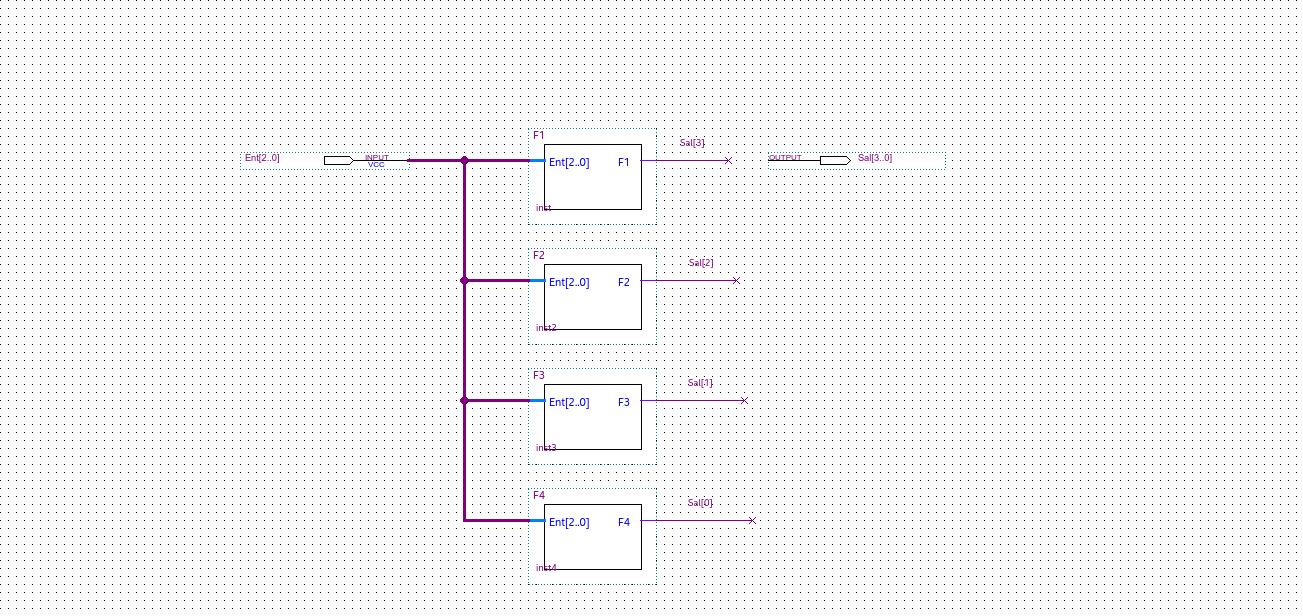 F1
Sal[3]
Ent[2..0]
INPUT
VCC
Ent[2..0]
F1
OUTPUT
Sal[3..0]
inst
F2
Sal[2]
Ent[2..0]
F2
inst2
F3
Sal[1]
Ent[2..0]
F3
inst3
F4
Sal[0]
Ent[2..0]
F4
inst4